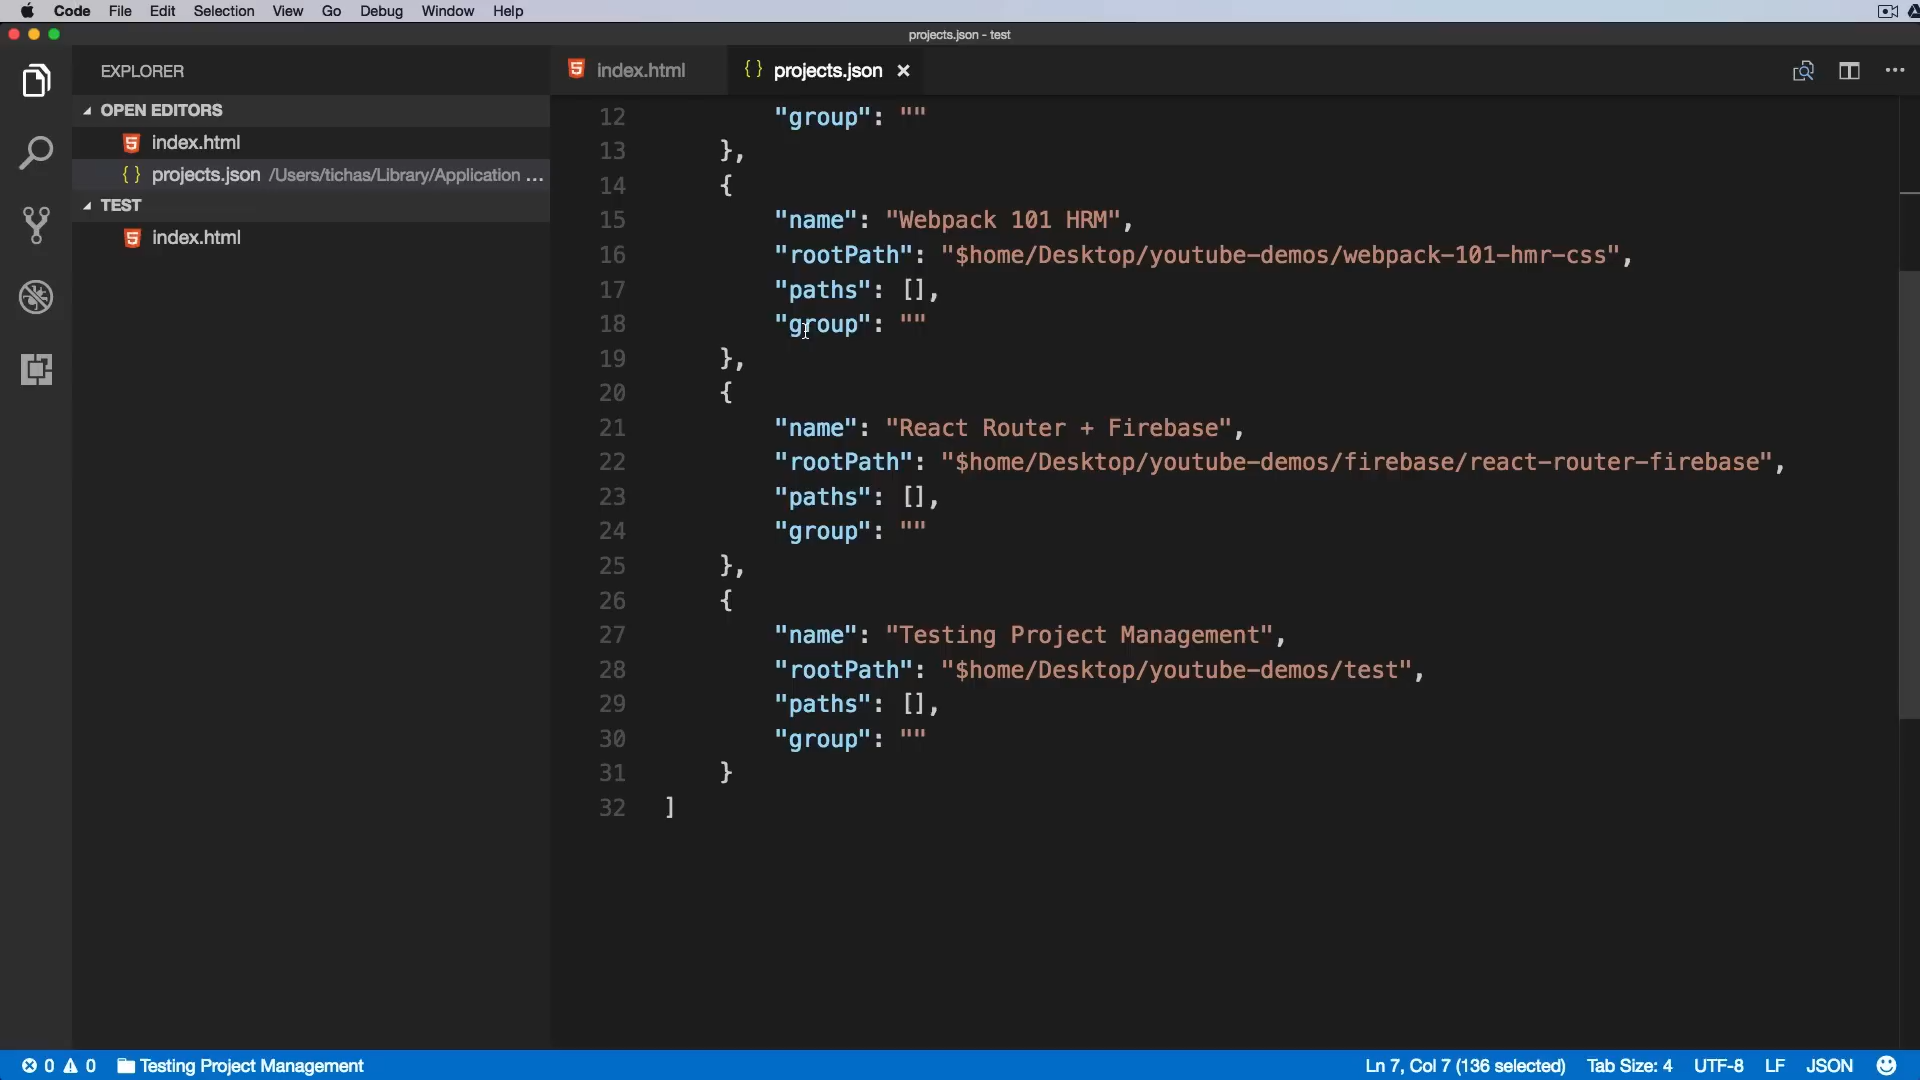 Code File Edit Selection View Go Debug Window Help
projects.json - test
EXPLORER
OPEN EDITORS
index.html
projects.json /Users/tichas/Library/Application ...
TEST
index.html
index.html
{} projects.json ×
12 "group": ""
13 },
14 {
15 "name": "Webpack 101 HRM",
16 "rootPath": "$home/Desktop/youtube-demos/webpack-101-hmr-css",
17 "paths": [],
18 "group": ""
19 },
20 {
21 "name": "React Router + Firebase",
22 "rootPath": "$home/Desktop/youtube-demos/firebase/react-router-firebase",
23 "paths": [],
24 "group": ""
25 },
26 {
27 "name": "Testing Project Management",
28 "rootPath": "$home/Desktop/youtube-demos/test",
29 "paths": [],
30 "group": ""
31 }
32 ]
0 0 Testing Project Management Ln 7, Col 7 (136 selected) Tab Size: 4 UTF-8 LF JSON